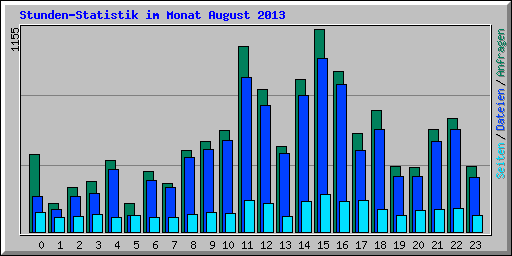 Stunden-Statistik im Monat August 2013
1155
Seiten / Dateien / Anfragen
0 1 2 3 4 5 6 7 8 9 10 11 12 13 14 15 16 17 18 19 20 21 22 23